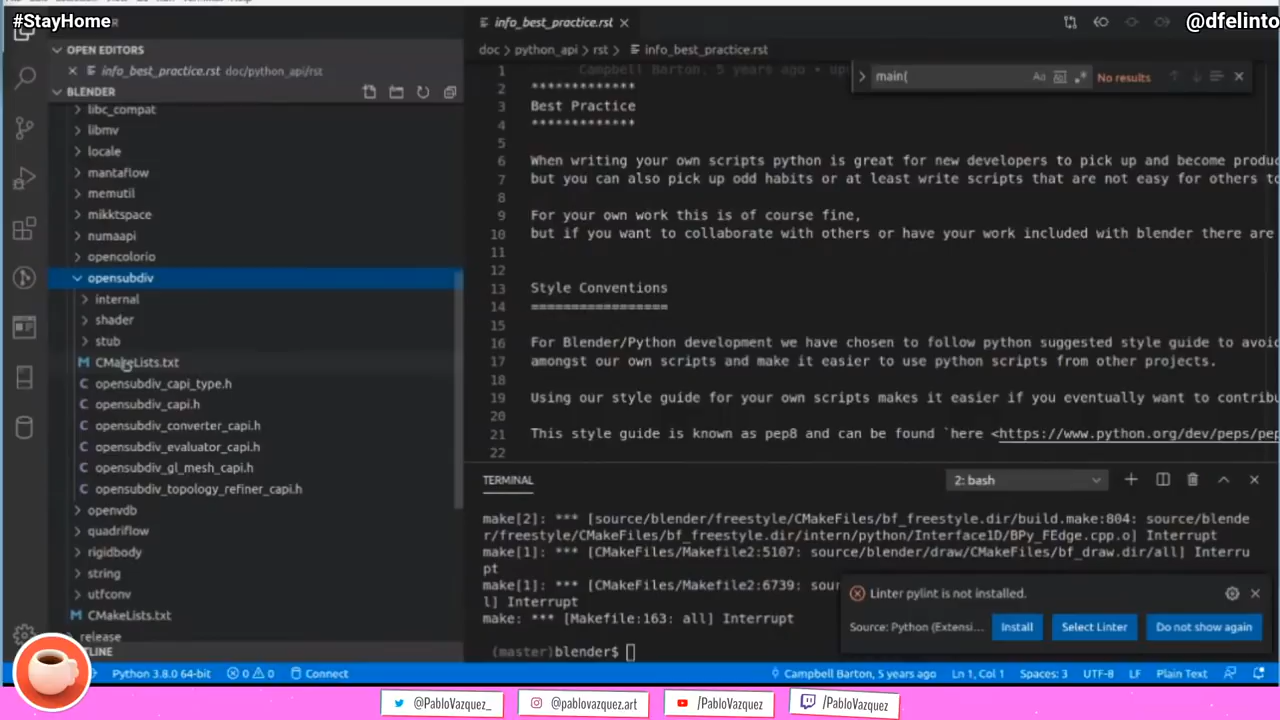 #StayHome
@dfelinto
OPEN EDITORS
info_best_practice.rst doc/python_api/rst
BLENDER
libc_compat
libmv
locale
mantaflow
memutil
mikktspace
numaapi
opencolorio
opensubdiv
internal
shader
stub
CMakeLists.txt
opensubdiv_capi_type.h
opensubdiv_capi.h
opensubdiv_converter_capi.h
opensubdiv_evaluator_capi.h
opensubdiv_gl_mesh_capi.h
opensubdiv_topology_refiner_capi.h
openvdb
quadriflow
rigidbody
string
utfconv
CMakeLists.txt
release
TLINE
info_best_practice.rst
doc > python_api > rst > info_best_practice.rst
main(
No results
1 Campbell Barton, 5 years ago •
2 *************
3 Best Practice
4 *************
5
6 When writing your own scripts python is great for new developers to pick up and become produc
7 but you can also pick up odd habits or at least write scripts that are not easy for others to
8
9 For your own work this is of course fine,
10 but if you want to collaborate with others or have your work included with blender there are
11
12
13 Style Conventions
14 =================
15
16 For Blender/Python development we have chosen to follow python suggested style guide to avoid
17 amongst our own scripts and make it easier to use python scripts from other projects.
18
19 Using our style guide for your own scripts makes it easier if you eventually want to contribu
20
21 This style guide is known as pep8 and can be found `here <https://www.python.org/dev/peps/pep
22
TERMINAL
2: bash
make[2]: *** [source/blender/freestyle/CMakeFiles/bf_freestyle.dir/build.make:804: source/blende
r/freestyle/CMakeFiles/bf_freestyle.dir/intern/python/Interface1D/BPy_FEdge.cpp.o] Interrupt
make[1]: *** [CMakeFiles/Makefile2:5107: source/blender/draw/CMakeFiles/bf_draw.dir/all] Interru
pt
make[1]: *** [CMakeFiles/Makefile2:6739: sour
l] Interrupt
make: *** [Makefile:163: all] Interrupt
(master)blender$
Linter pylint is not installed.
Source: Python (Extensi...
Install
Select Linter
Do not show again
Python 3.8.0 64-bit
0
0
Connect
Campbell Barton, 5 years ago
Ln 1, Col 1
Spaces: 3
UTF-8
LF
Plain Text
@PabloVazquez_
@pablovazquez.art
/PabloVazquez
/PabloVazquez